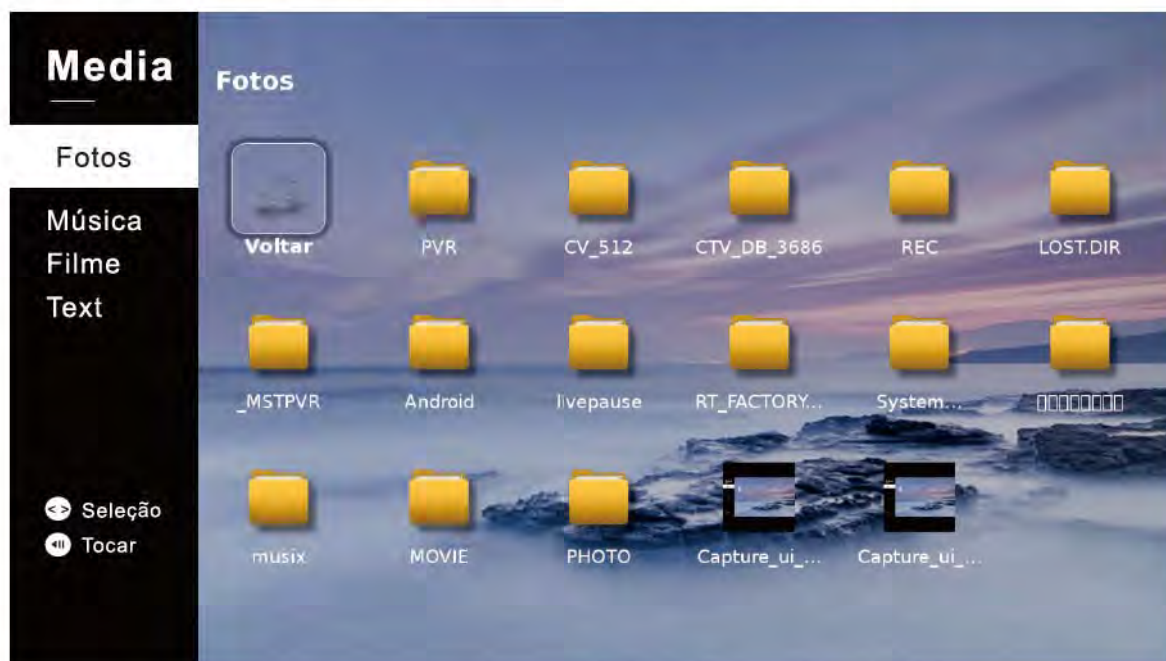 Media
Fotos
Fotos
Música
Filme
Text
Seleção
Tocar
Voltar PVR CV_512 CTV_DB_3686 REC LOST.DIR
_MSTPVR Android livepause RT_FACTORY... System...
musix MOVIE PHOTO Capture_ui_... Capture_ui_...